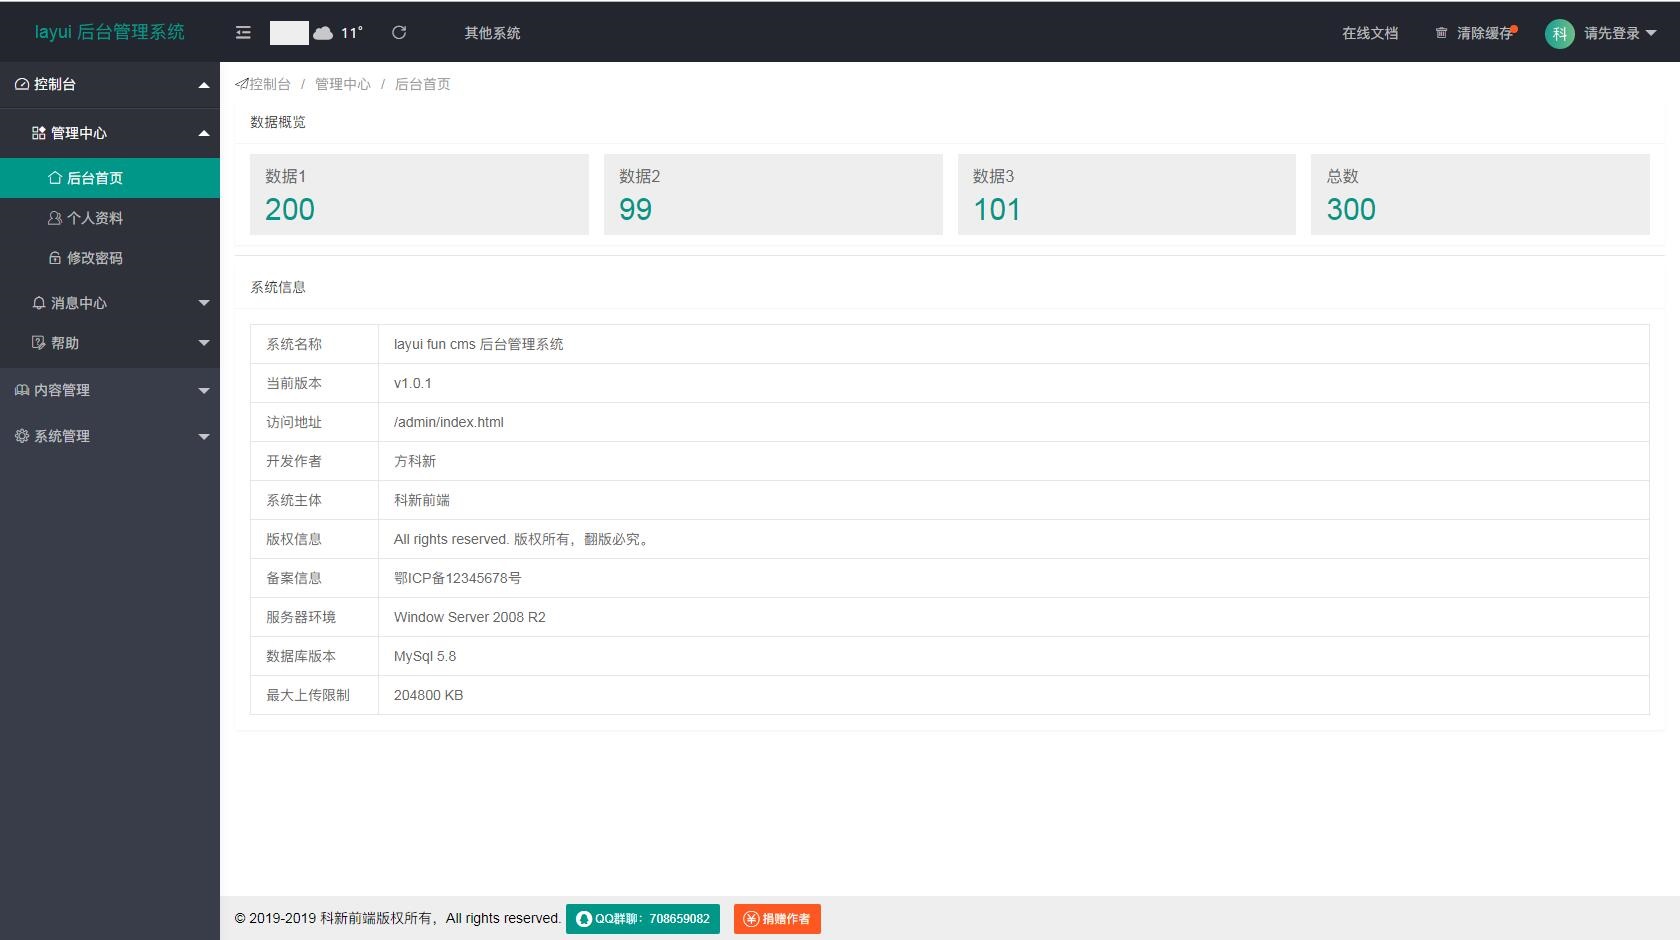 layui 后台管理系统
11° 其他系统 在线文档 清除缓存 科 请先登录
控制台
管理中心
后台首页
个人资料
修改密码
消息中心
帮助
内容管理
系统管理
控制台 / 管理中心 / 后台首页
数据概览
数据1
200
数据2
99
数据3
101
总数
300
系统信息
系统名称 layui fun cms 后台管理系统
当前版本 v1.0.1
访问地址 /admin/index.html
开发作者 方科新
系统主体 科新前端
版权信息 All rights reserved. 版权所有，翻版必究。
备案信息 鄂ICP备12345678号
服务器环境 Window Server 2008 R2
数据库版本 MySql 5.8
最大上传限制 204800 KB
© 2019-2019 科新前端版权所有，All rights reserved. QQ群聊：708659082 捐赠作者